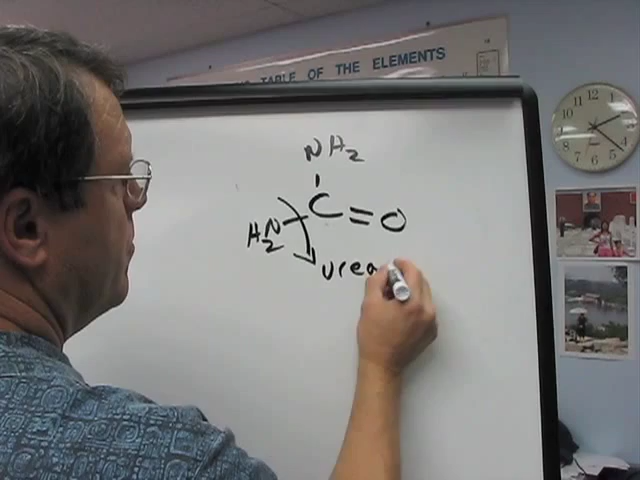 TABLE OF THE ELEMENTS
NH2
C=O
H2N
urea